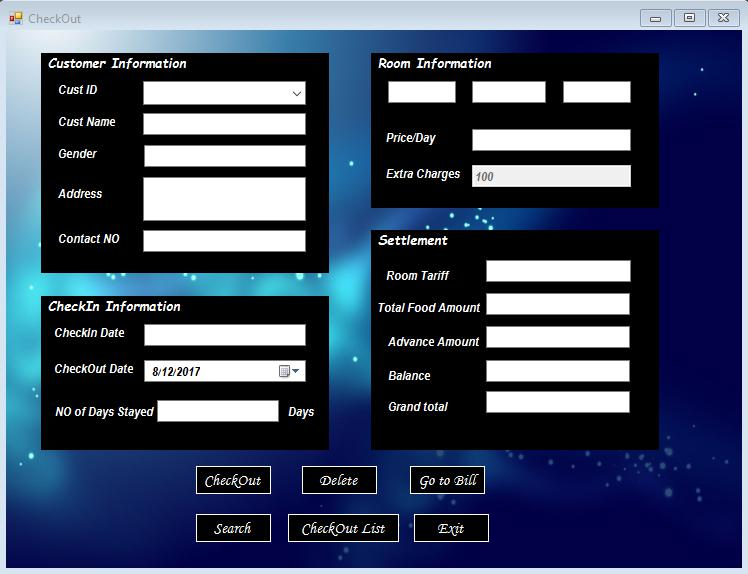 CheckOut
Customer Information
Cust ID
Cust Name
Gender
Address
Contact NO
Room Information
Price/Day
Extra Charges 100
CheckIn Information
CheckIn Date
CheckOut Date 8/12/2017
NO of Days Stayed Days
Settlement
Room Tariff
Total Food Amount
Advance Amount
Balance
Grand total
CheckOut Delete Go to Bill
Search CheckOut List Exit